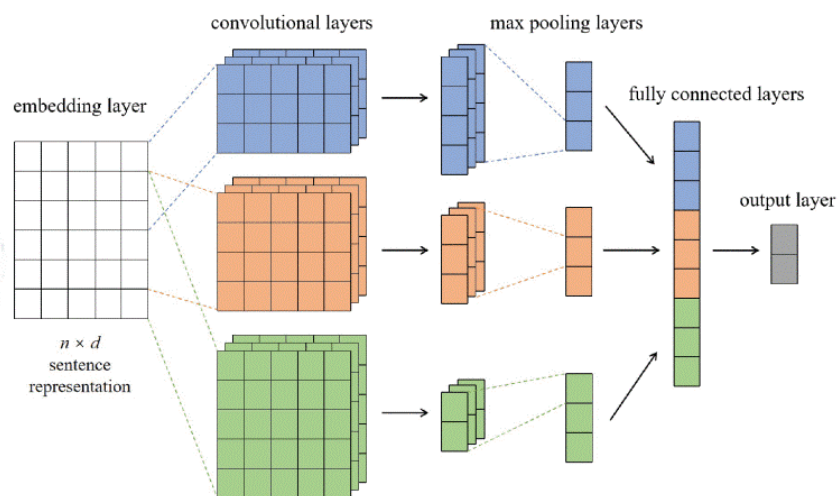 convolutional layers
max pooling layers
embedding layer
fully connected layers
output layer
n × d
sentence
representation